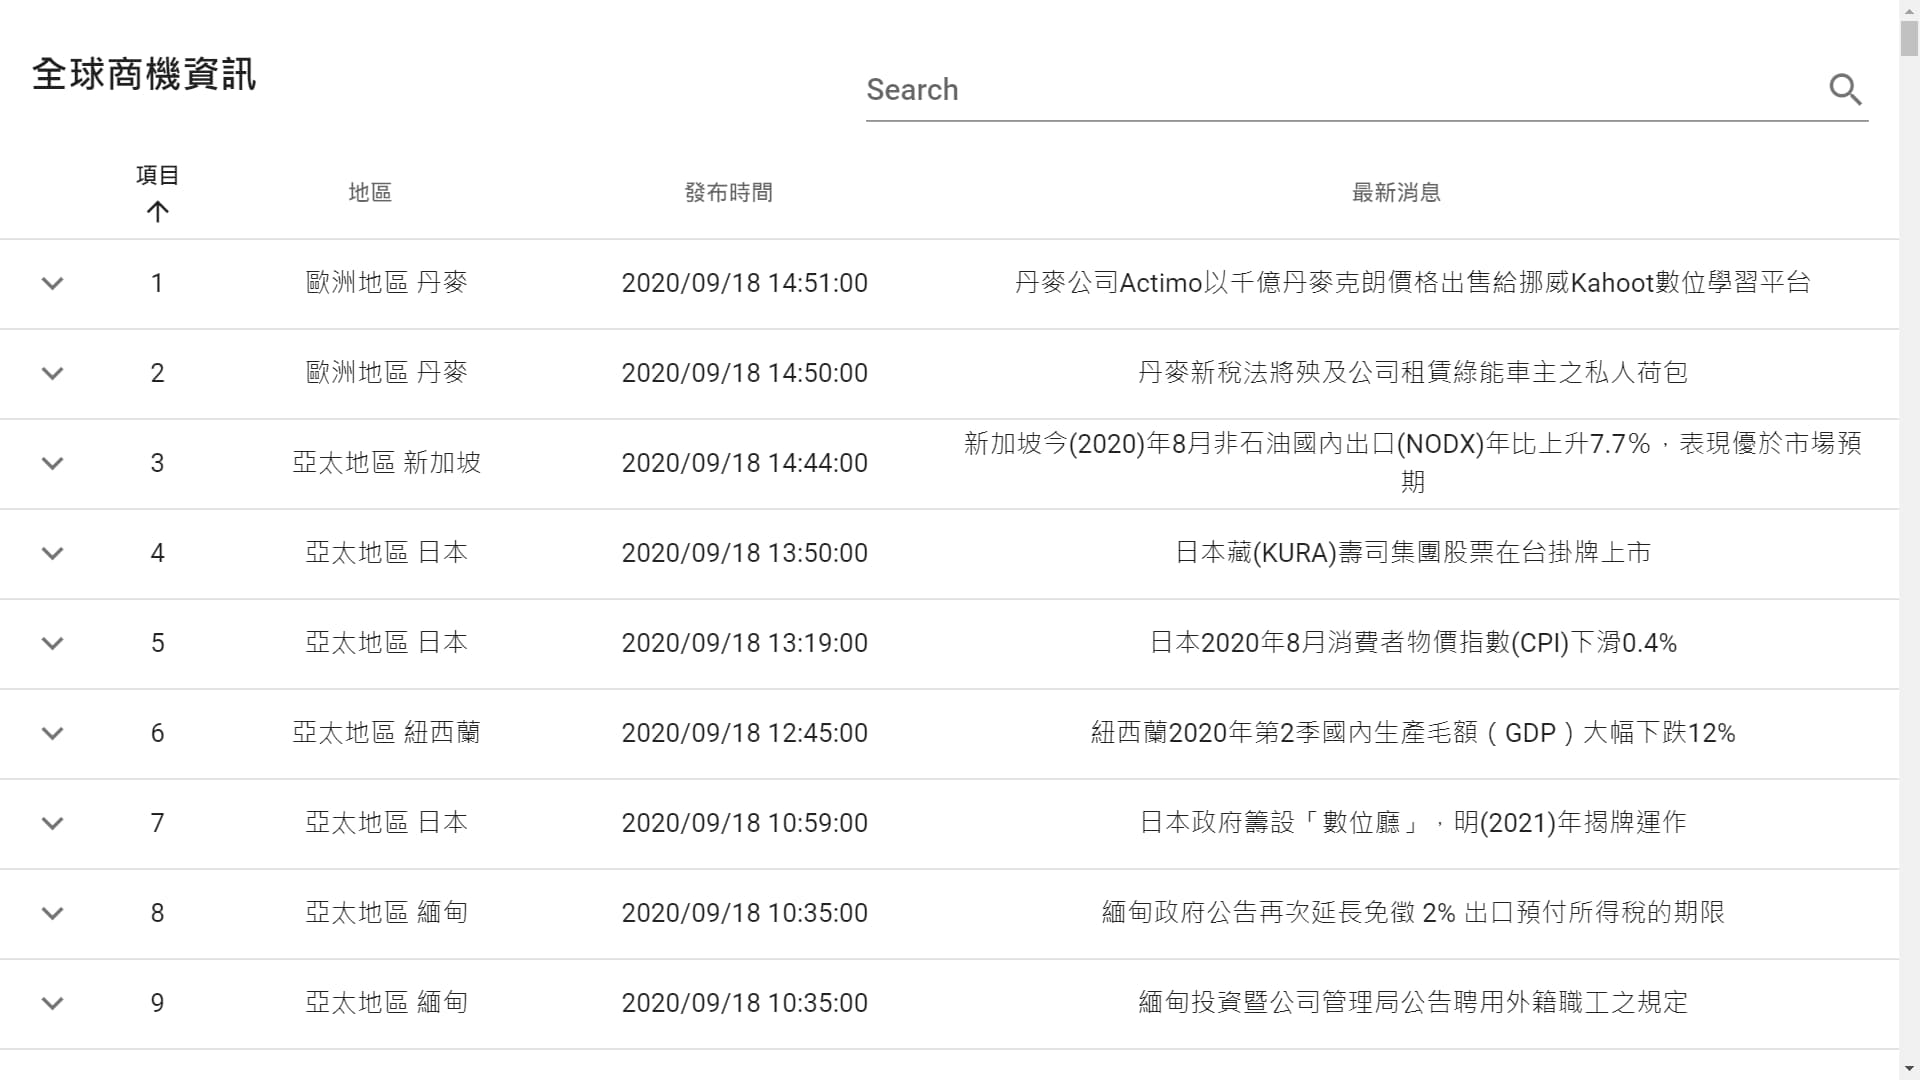 全球商機資訊
Search
項目 地區 發布時間 最新消息
1 歐洲地區 丹麥 2020/09/18 14:51:00 丹麥公司Actimo以千億丹麥克朗價格出售給挪威Kahoot數位學習平台
2 歐洲地區 丹麥 2020/09/18 14:50:00 丹麥新稅法將殃及公司租賃綠能車主之私人荷包
3 亞太地區 新加坡 2020/09/18 14:44:00 新加坡今(2020)年8月非石油國內出口(NODX)年比上升7.7%，表現優於市場預
期
4 亞太地區 日本 2020/09/18 13:50:00 日本藏(KURA)壽司集團股票在台掛牌上市
5 亞太地區 日本 2020/09/18 13:19:00 日本2020年8月消費者物價指數(CPI)下滑0.4%
6 亞太地區 紐西蘭 2020/09/18 12:45:00 紐西蘭2020年第2季國內生產毛額（GDP）大幅下跌12%
7 亞太地區 日本 2020/09/18 10:59:00 日本政府籌設「數位廳」，明(2021)年揭牌運作
8 亞太地區 緬甸 2020/09/18 10:35:00 緬甸政府公告再次延長免徵 2% 出口預付所得稅的期限
9 亞太地區 緬甸 2020/09/18 10:35:00 緬甸投資暨公司管理局公告聘用外籍職工之規定